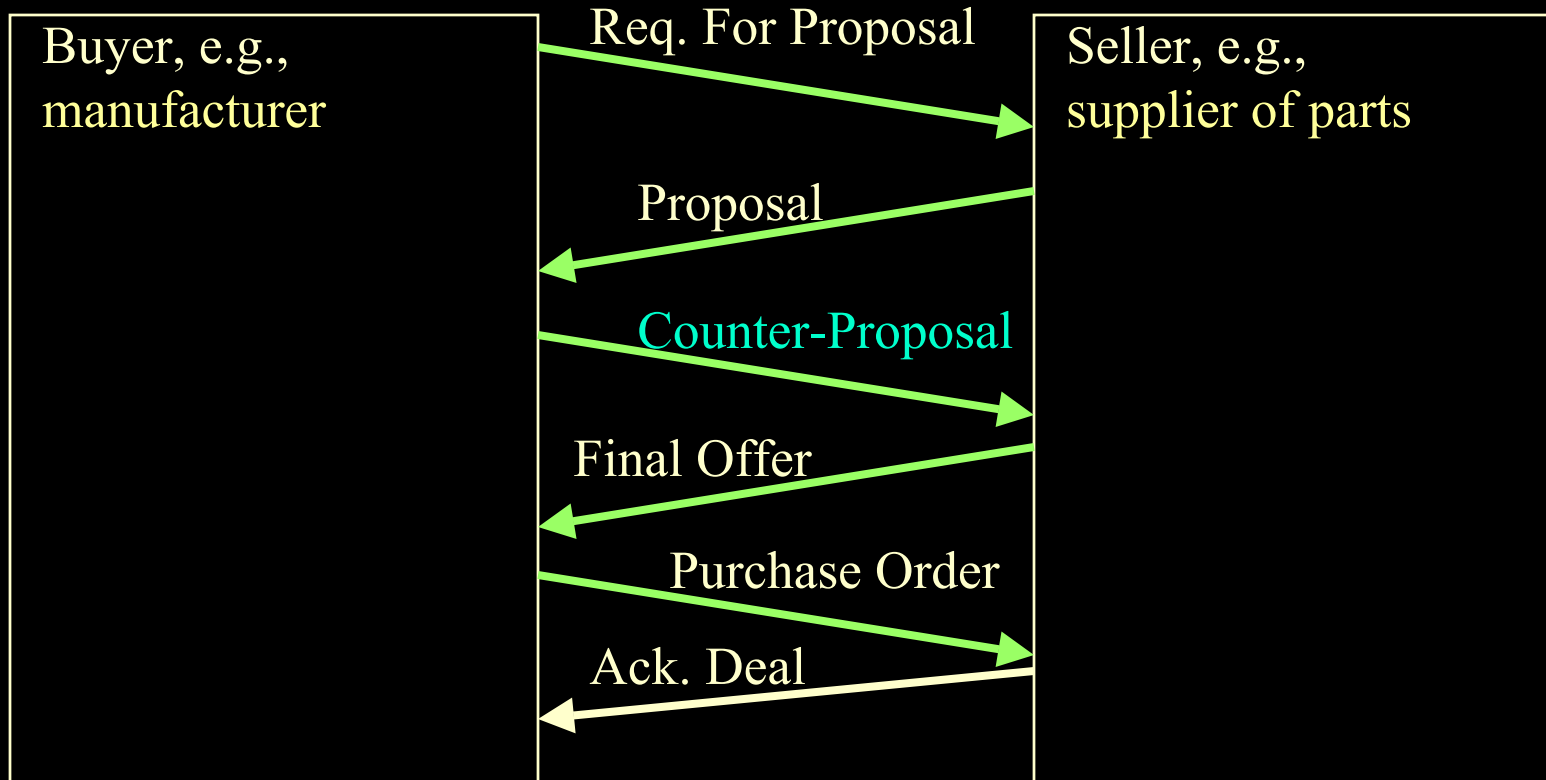 Buyer, e.g.,
manufacturer
Req. For Proposal
Seller, e.g.,
supplier of parts
Proposal
Counter-Proposal
Final Offer
Purchase Order
Ack. Deal